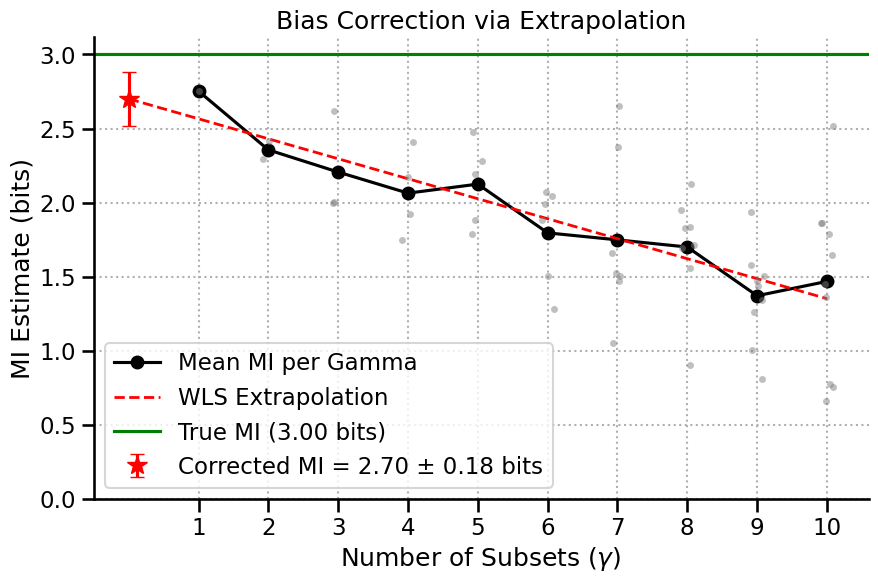 Bias Correction via Extrapolation
MI Estimate (bits)
3.0
2.5
2.0
1.5
1.0
0.5
0.0
Mean MI per Gamma
WLS Extrapolation
True MI (3.00 bits)
Corrected MI = 2.70 ± 0.18 bits
1 2 3 4 5 6 7 8 9 10
Number of Subsets (γ)